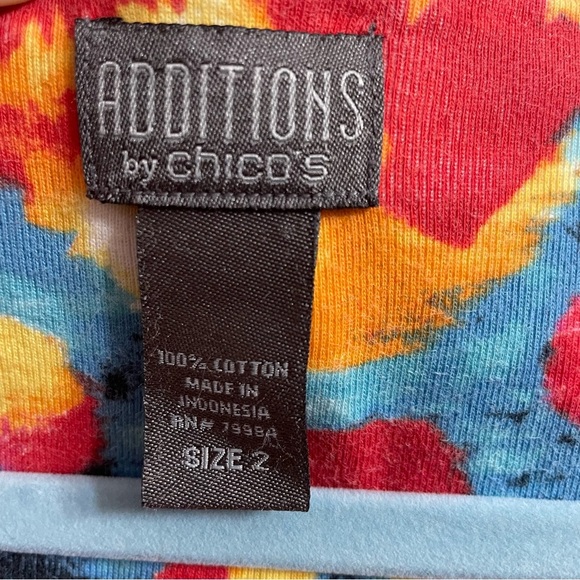 ADDITIONS
by chico's
100% COTTON
MADE IN
INDONESIA
RN# 79984
SIZE 2